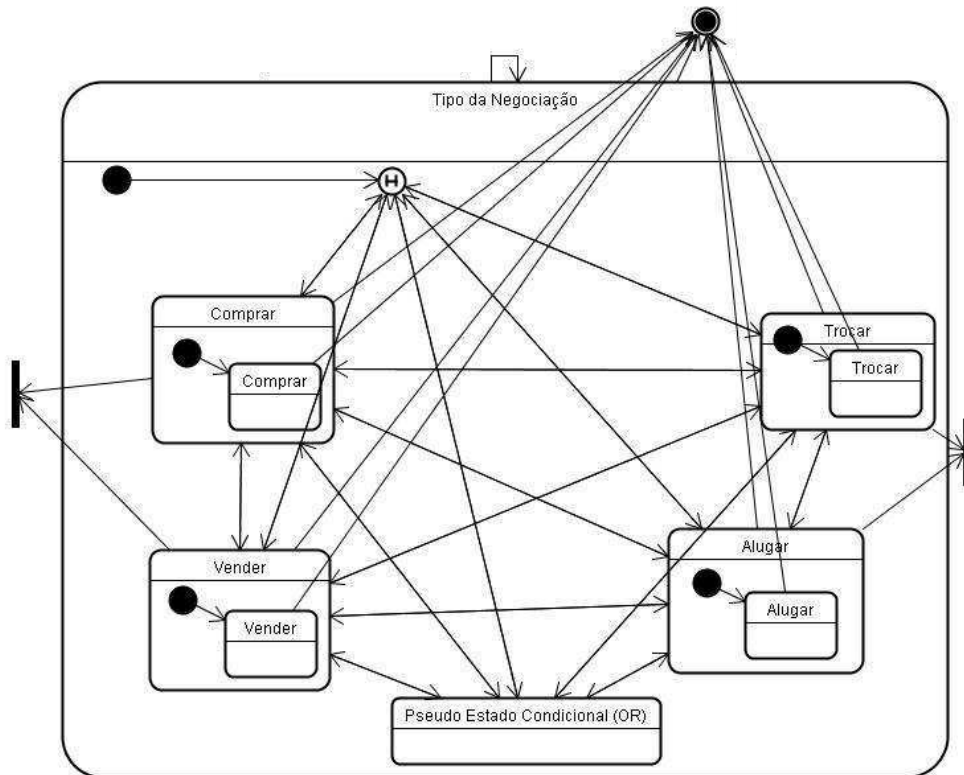 Tipo da Negociação
H
Comprar
Comprar
Trocar
Trocar
Vender
Vender
Alugar
Alugar
Pseudo Estado Condicional (OR)